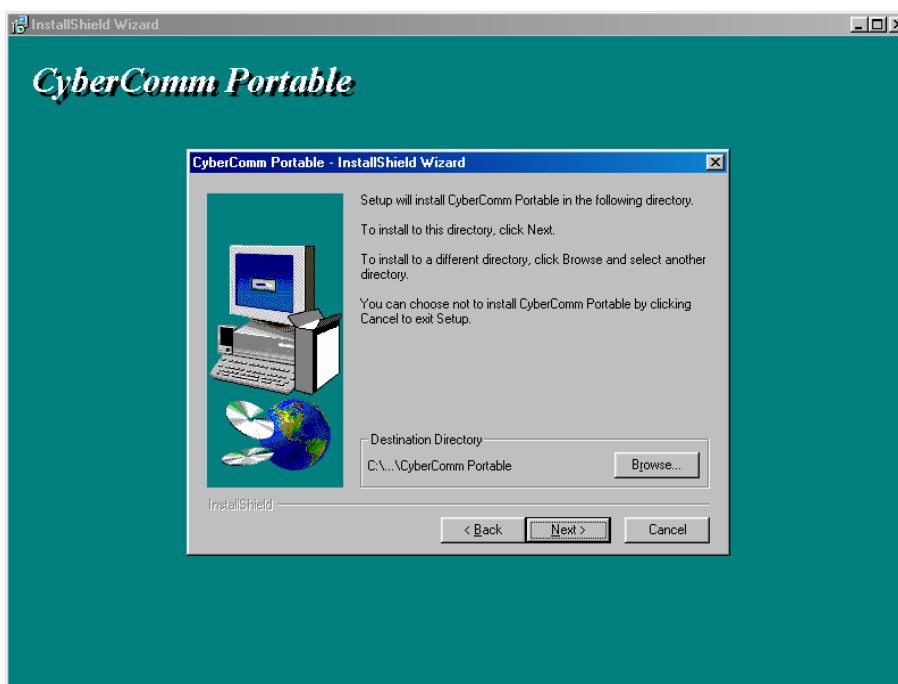 InstallShield Wizard
CyberComm Portable
CyberComm Portable - InstallShield Wizard
Setup will install CyberComm Portable in the following directory.
To install to this directory, click Next.
To install to a different directory, click Browse and select another
directory.
You can choose not to install CyberComm Portable by clicking
Cancel to exit Setup.
Destination Directory
C:\...\CyberComm Portable
Browse...
InstallShield
< Back
Next >
Cancel